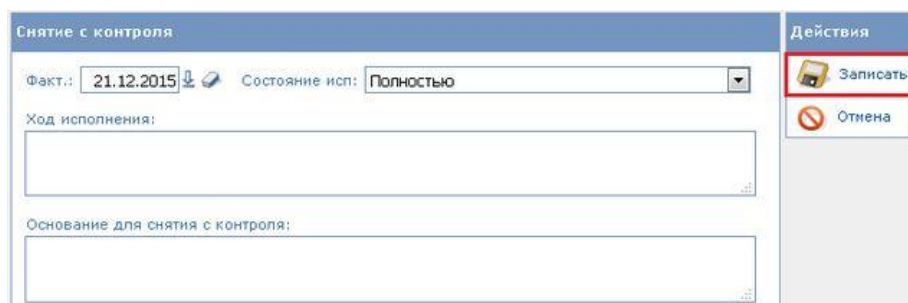 Снятие с контроля
Действия
Факт.: 21.12.2015 Состояние исп: Полностью
Записать
Отмена
Ход исполнения:
Основание для снятия с контроля: